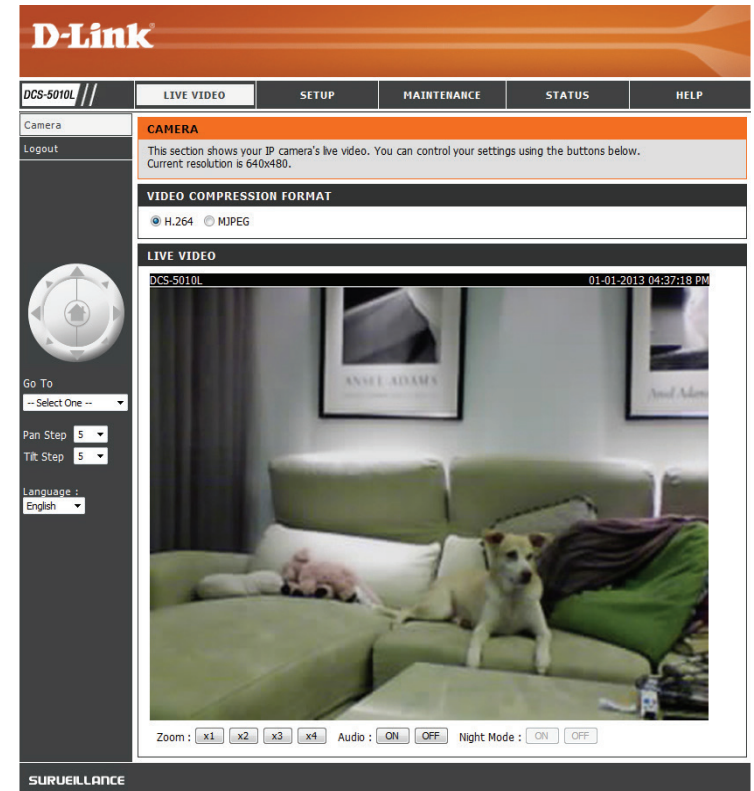 D-Link
DCS-5010L
LIVE VIDEO
SETUP
MAINTENANCE
STATUS
HELP
Camera
Logout
CAMERA
This section shows your IP camera's live video. You can control your settings using the buttons below.
Current resolution is 640x480.
VIDEO COMPRESSION FORMAT
H.264 MJPEG
LIVE VIDEO
DCS-5010L 01-01-2013 04:37:18 PM
ANSEL ADAMS
Ansel Adams
Go To
-- Select One --
Pan Step 5
Tilt Step 5
Language :
English
Zoom : x1 x2 x3 x4 Audio : ON OFF Night Mode : ON OFF
SURVEILLANCE